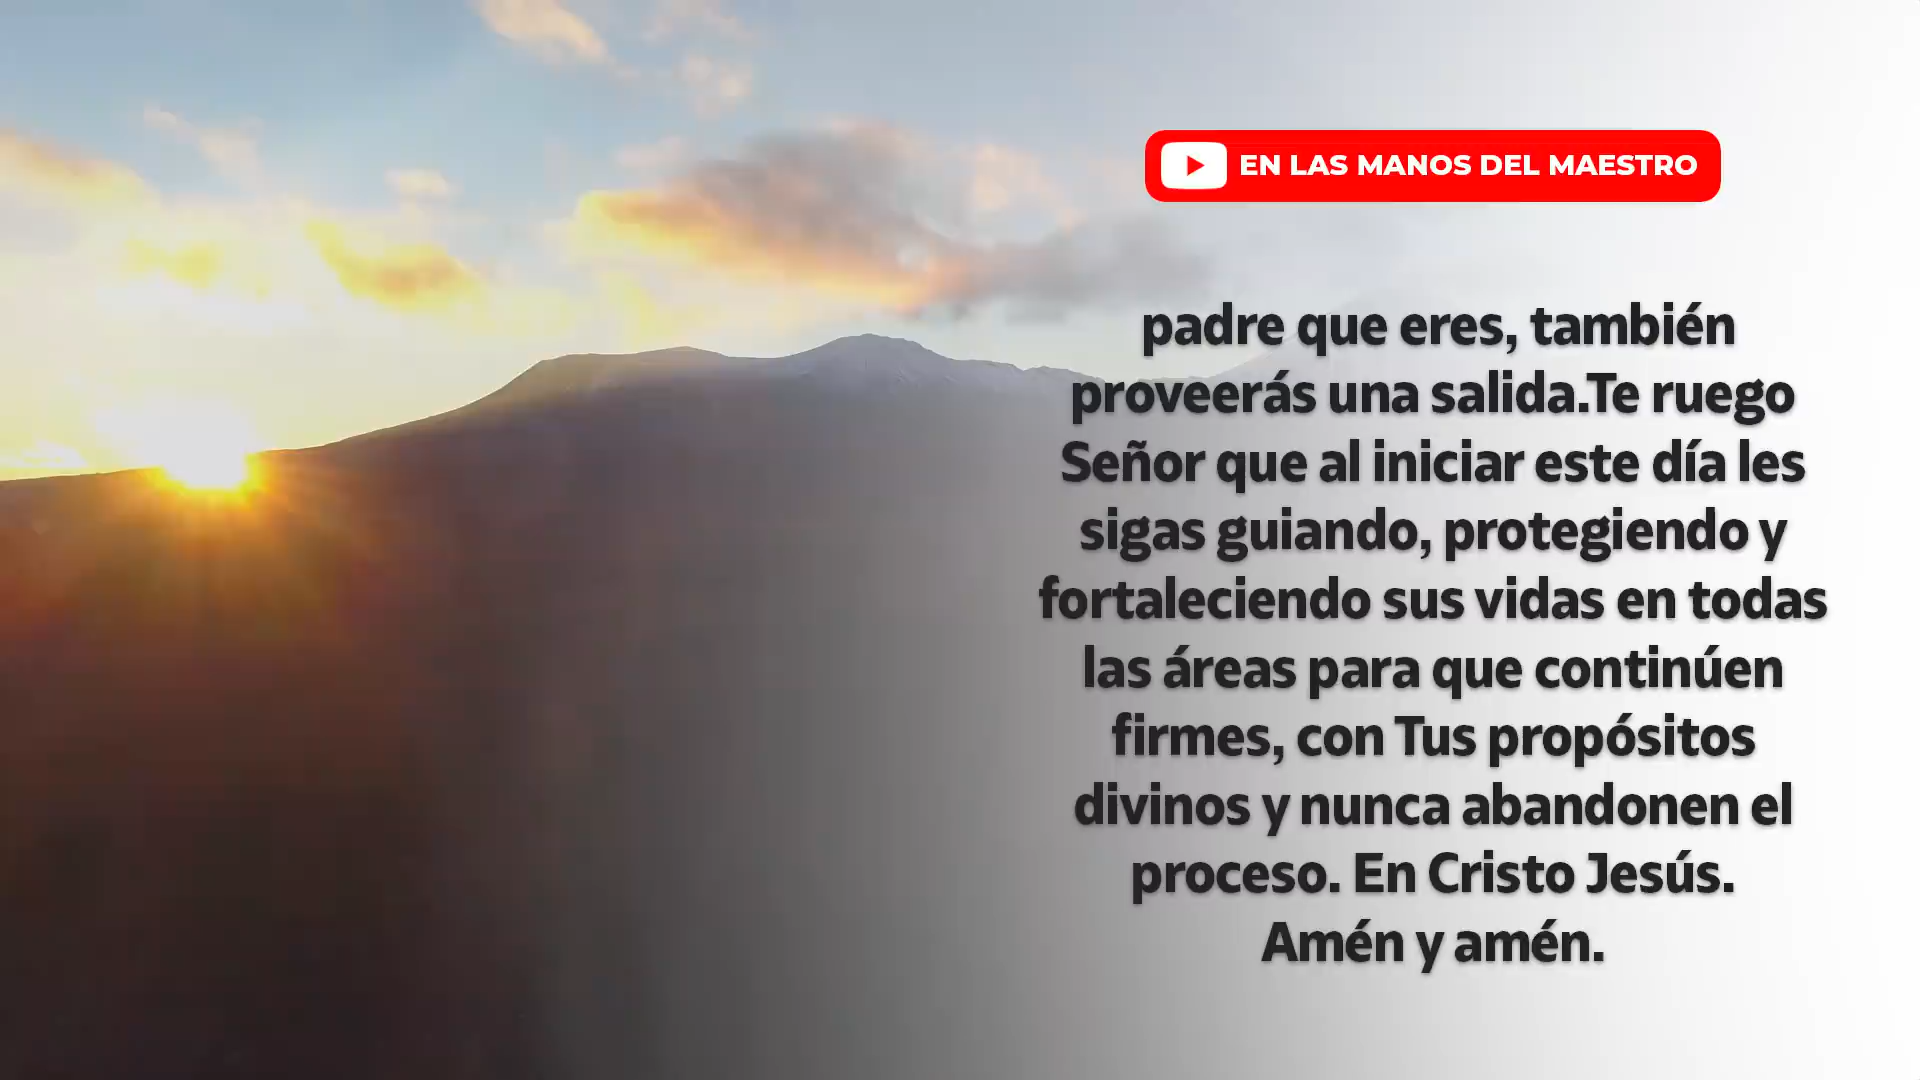 EN LAS MANOS DEL MAESTRO
padre que eres, también
proveerás una salida.Te ruego
Señor que al iniciar este día les
sigas guiando, protegiendo y
fortaleciendo sus vidas en todas
las áreas para que continúen
firmes, con Tus propósitos
divinos y nunca abandonen el
proceso. En Cristo Jesús.
Amén y amén.